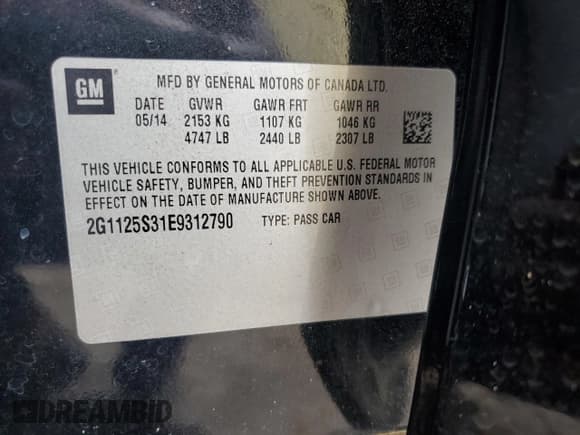 GM
MFD BY GENERAL MOTORS OF CANADA LTD.
DATE GVWR GAWR FRT GAWR RR
05/14 2153 KG 1107 KG 1046 KG
4747 LB 2440 LB 2307 LB
THIS VEHICLE CONFORMS TO ALL APPLICABLE U.S. FEDERAL MOTOR
VEHICLE SAFETY, BUMPER, AND THEFT PREVENTION STANDARDS IN
EFFECT ON THE DATE OF MANUFACTURE SHOWN ABOVE.
2G1125S31E9312790 TYPE: PASS CAR
DREAMBID